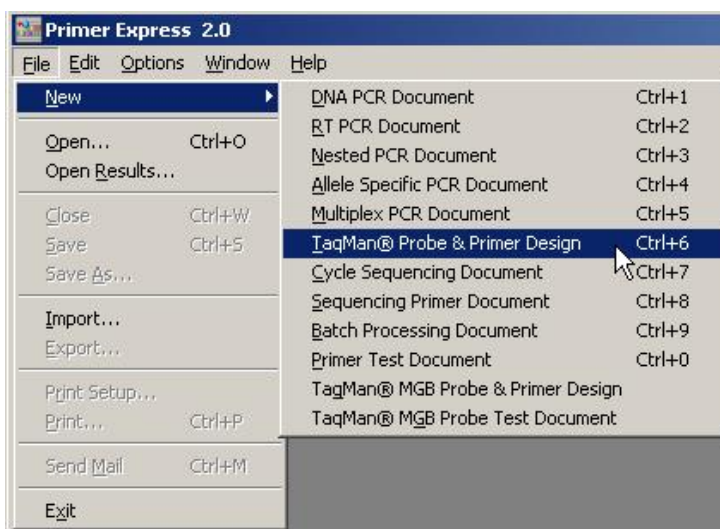 Primer Express 2.0
File Edit Options Window Help
New
Open... Ctrl+O
Open Results...
Close Ctrl+W
Save Ctrl+S
Save As...
Import...
Export...
Print Setup...
Print... Ctrl+P
Send Mail Ctrl+M
Exit
DNA PCR Document Ctrl+1
RT PCR Document Ctrl+2
Nested PCR Document Ctrl+3
Allele Specific PCR Document Ctrl+4
Multiplex PCR Document Ctrl+5
TaqMan® Probe & Primer Design Ctrl+6
Cycle Sequencing Document Ctrl+7
Sequencing Primer Document Ctrl+8
Batch Processing Document Ctrl+9
Primer Test Document Ctrl+0
TaqMan® MGB Probe & Primer Design
TaqMan® MGB Probe Test Document